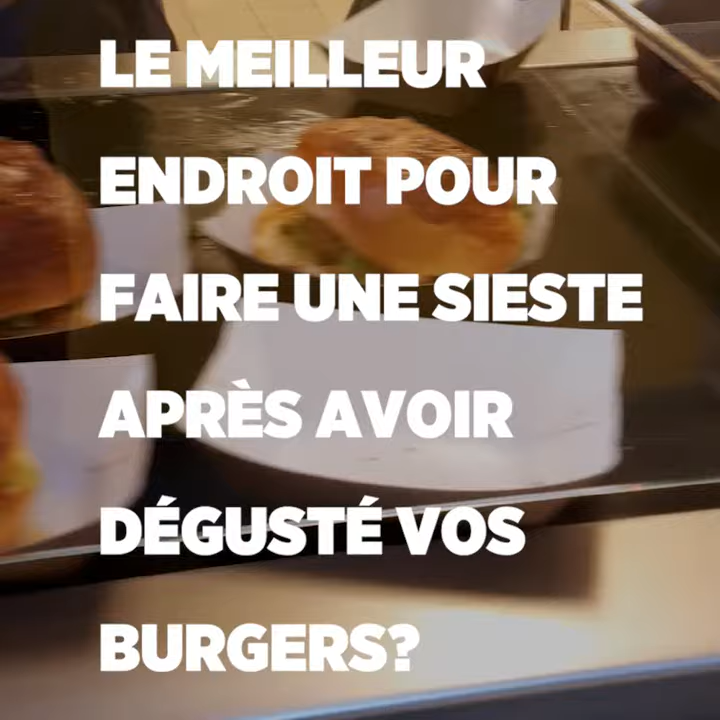 LE MEILLEUR
ENDROIT POUR
FAIRE UNE SIESTE
APRÈS AVOIR
DÉGUSTÉ VOS
BURGERS?